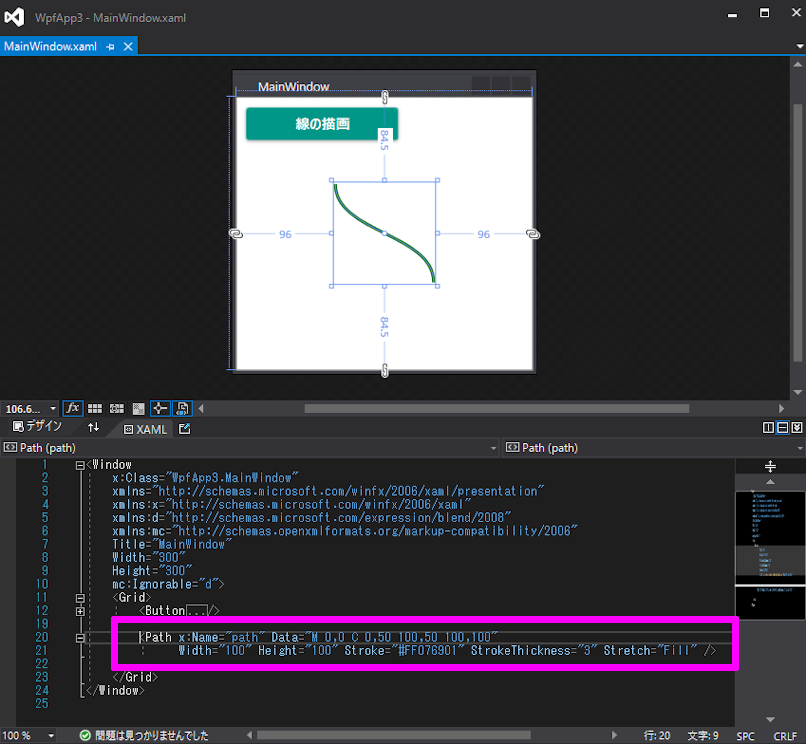 WpfApp3 - MainWindow.xaml
MainWindow.xaml
MainWindow
線の描画
84.5
96
96
84.5
106.6...
fx
デザイン
XAML
Path (path)
Path (path)
1 <Window
2 x:Class="WpfApp3.MainWindow"
3 xmlns="http://schemas.microsoft.com/winfx/2006/xaml/presentation"
4 xmlns:x="http://schemas.microsoft.com/winfx/2006/xaml"
5 xmlns:d="http://schemas.microsoft.com/expression/blend/2008"
6 xmlns:mc="http://schemas.openxmlformats.org/markup-compatibility/2006"
7 Title="MainWindow"
8 Width="300"
9 Height="300"
10 mc:Ignorable="d">
11 <Grid>
12 <Button.../>
19
20 <Path x:Name="path" Data="M 0,0 C 0,50 100,50 100,100"
21 Width="100" Height="100" Stroke="#FF076901" StrokeThickness="3" Stretch="Fill" />
22
23 </Grid>
24 </Window>
25
100 % 問題は見つかりませんでした 行: 20 文字: 9 SPC CRLF